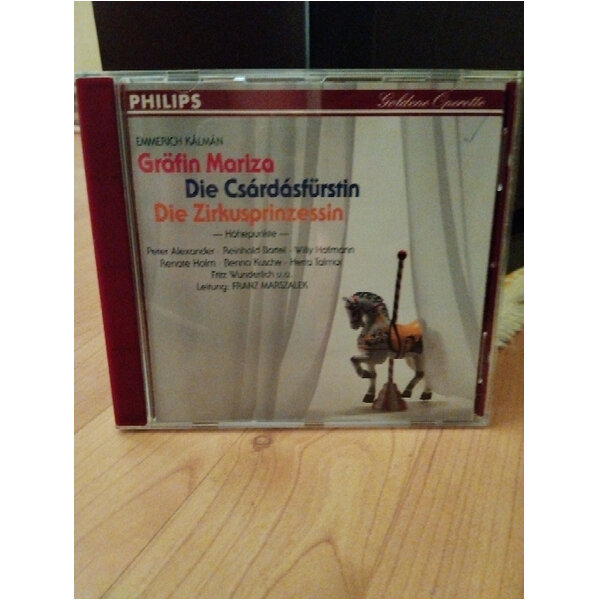 PHILIPS
Goldene Operette
EMMERICH KÁLMÁN
Gräfin Mariza
Die Csárdásfürstin
Die Zirkusprinzessin
— Höhepunkte —
Peter Alexander · Reinhold Bartel · Willy Hofmann
Renate Holm · Benno Kusche · Herta Talmar
Fritz Wunderlich u.a.
Leitung: FRANZ MARSZALEK